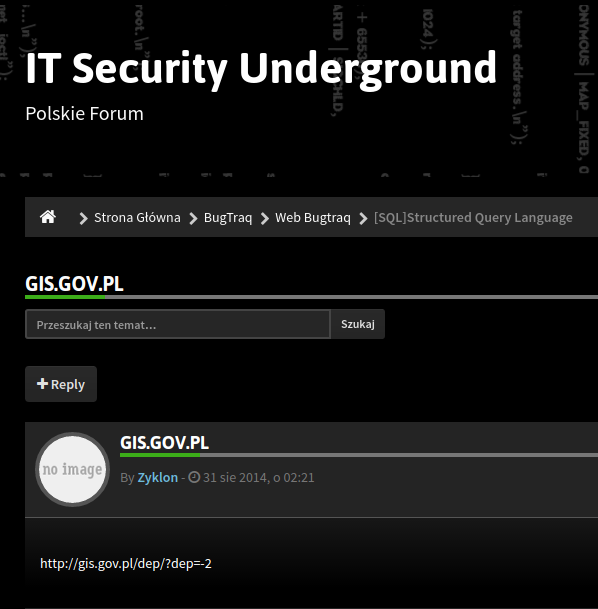 IT Security Underground
Polskie Forum
Strona Główna BugTraq Web Bugtraq [SQL]Structured Query Language
GIS.GOV.PL
Przeszukaj ten temat… Szukaj
Reply
no image
GIS.GOV.PL
By Zyklon - 31 sie 2014, o 02:21
http://gis.gov.pl/dep/?dep=-2